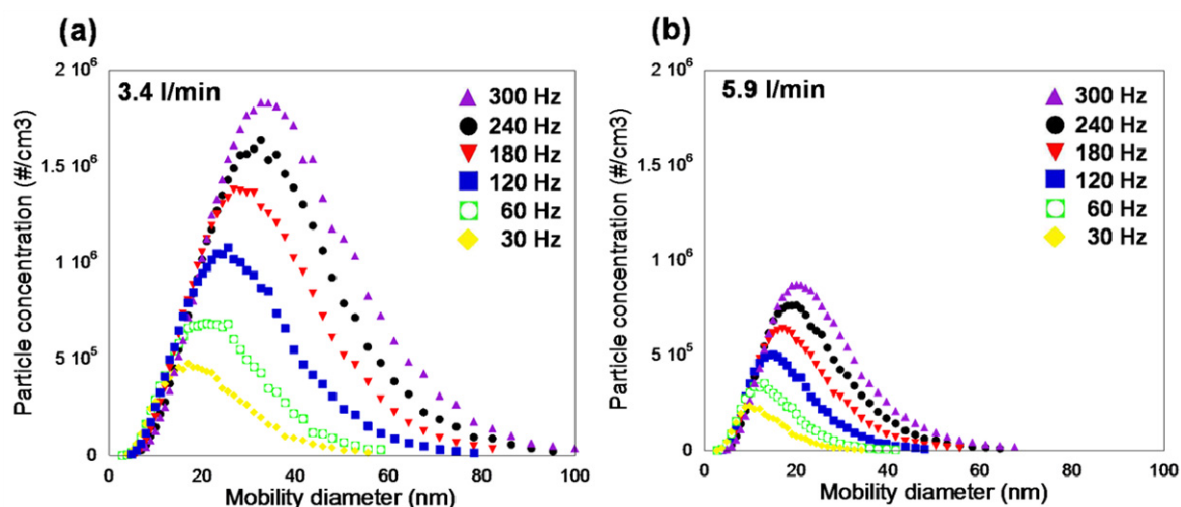 (a)
3.4 l/min
300 Hz
240 Hz
180 Hz
120 Hz
60 Hz
30 Hz
2 10⁶
1.5 10⁶
1 10⁶
5 10⁵
0
Particle concentration (#/cm3)
0 20 40 60 80 100
Mobility diameter (nm)
(b)
5.9 l/min
300 Hz
240 Hz
180 Hz
120 Hz
60 Hz
30 Hz
2 10⁶
1.5 10⁶
1 10⁶
5 10⁵
0
Particle concentration (#/cm3)
0 20 40 60 80 100
Mobility diameter (nm)